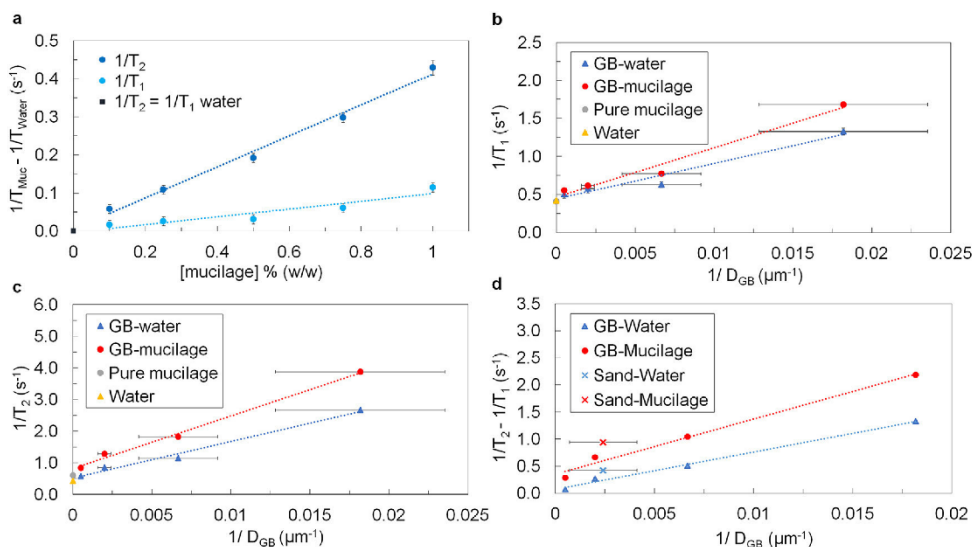 a
1/T_Muc - 1/T_Water (s⁻¹)
0.5
0.4
0.3
0.2
0.1
0.0
1/T₂
1/T₁
1/T₂ = 1/T₁ water
0 0.2 0.4 0.6 0.8 1
[mucilage] % (w/w)
b
1/T₁ (s⁻¹)
2.5
2.0
1.5
1.0
0.5
0.0
GB-water
GB-mucilage
Pure mucilage
Water
0 0.005 0.01 0.015 0.02 0.025
1/ D_GB (µm⁻¹)
c
1/T₂ (s⁻¹)
6.0
5.0
4.0
3.0
2.0
1.0
0.0
GB-water
GB-mucilage
Pure mucilage
Water
0 0.005 0.01 0.015 0.02 0.025
1/ D_GB (µm⁻¹)
d
1/T₂ - 1/T₁ (s⁻¹)
3.5
3.0
2.5
2.0
1.5
1.0
0.5
0.0
GB-Water
GB-Mucilage
Sand-Water
Sand-Mucilage
0 0.005 0.01 0.015 0.02
1/ D_GB (µm⁻¹)